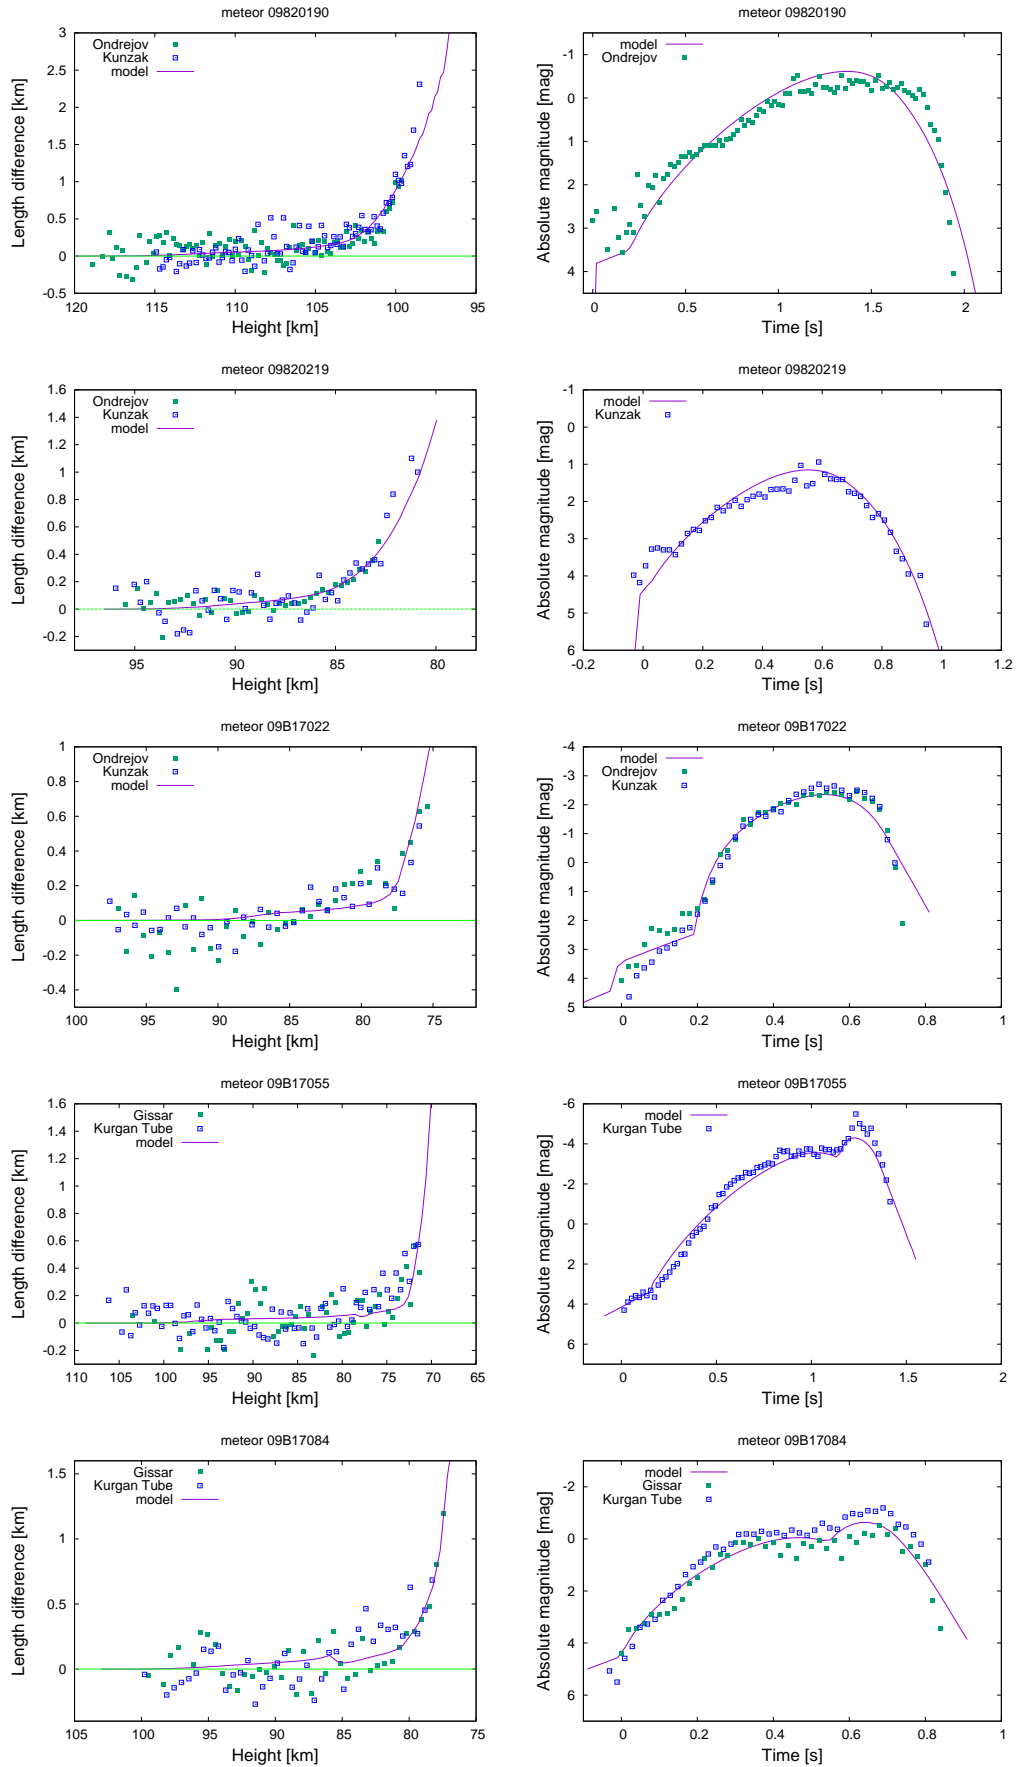 meteor 09820190
Length difference [km]
3
2.5
2
1.5
1
0.5
0
-0.5
Ondrejov
Kunzak
model
120 115 110 105 100 95
Height [km]
meteor 09820190
Absolute magnitude [mag]
-1
0
1
2
3
4
model
Ondrejov
0 0.5 1 1.5 2
Time [s]
meteor 09820219
Length difference [km]
1.6
1.4
1.2
1
0.8
0.6
0.4
0.2
0
-0.2
Ondrejov
Kunzak
model
95 90 85 80
Height [km]
meteor 09820219
Absolute magnitude [mag]
-1
0
1
2
3
4
5
6
model
Kunzak
-0.2 0 0.2 0.4 0.6 0.8 1 1.2
Time [s]
meteor 09B17022
Length difference [km]
1
0.8
0.6
0.4
0.2
0
-0.2
-0.4
Ondrejov
Kunzak
model
100 95 90 85 80 75
Height [km]
meteor 09B17022
Absolute magnitude [mag]
-4
-3
-2
-1
0
1
2
3
4
5
model
Ondrejov
Kunzak
0 0.2 0.4 0.6 0.8 1
Time [s]
meteor 09B17055
Length difference [km]
1.6
1.4
1.2
1
0.8
0.6
0.4
0.2
0
-0.2
Gissar
Kurgan Tube
model
110 105 100 95 90 85 80 75 70 65
Height [km]
meteor 09B17055
Absolute magnitude [mag]
-6
-4
-2
0
2
4
6
model
Kurgan Tube
0 0.5 1 1.5 2
Time [s]
meteor 09B17084
Length difference [km]
1.5
1
0.5
0
Gissar
Kurgan Tube
model
105 100 95 90 85 80 75
Height [km]
meteor 09B17084
Absolute magnitude [mag]
-2
0
2
4
6
model
Gissar
Kurgan Tube
0 0.2 0.4 0.6 0.8 1
Time [s]